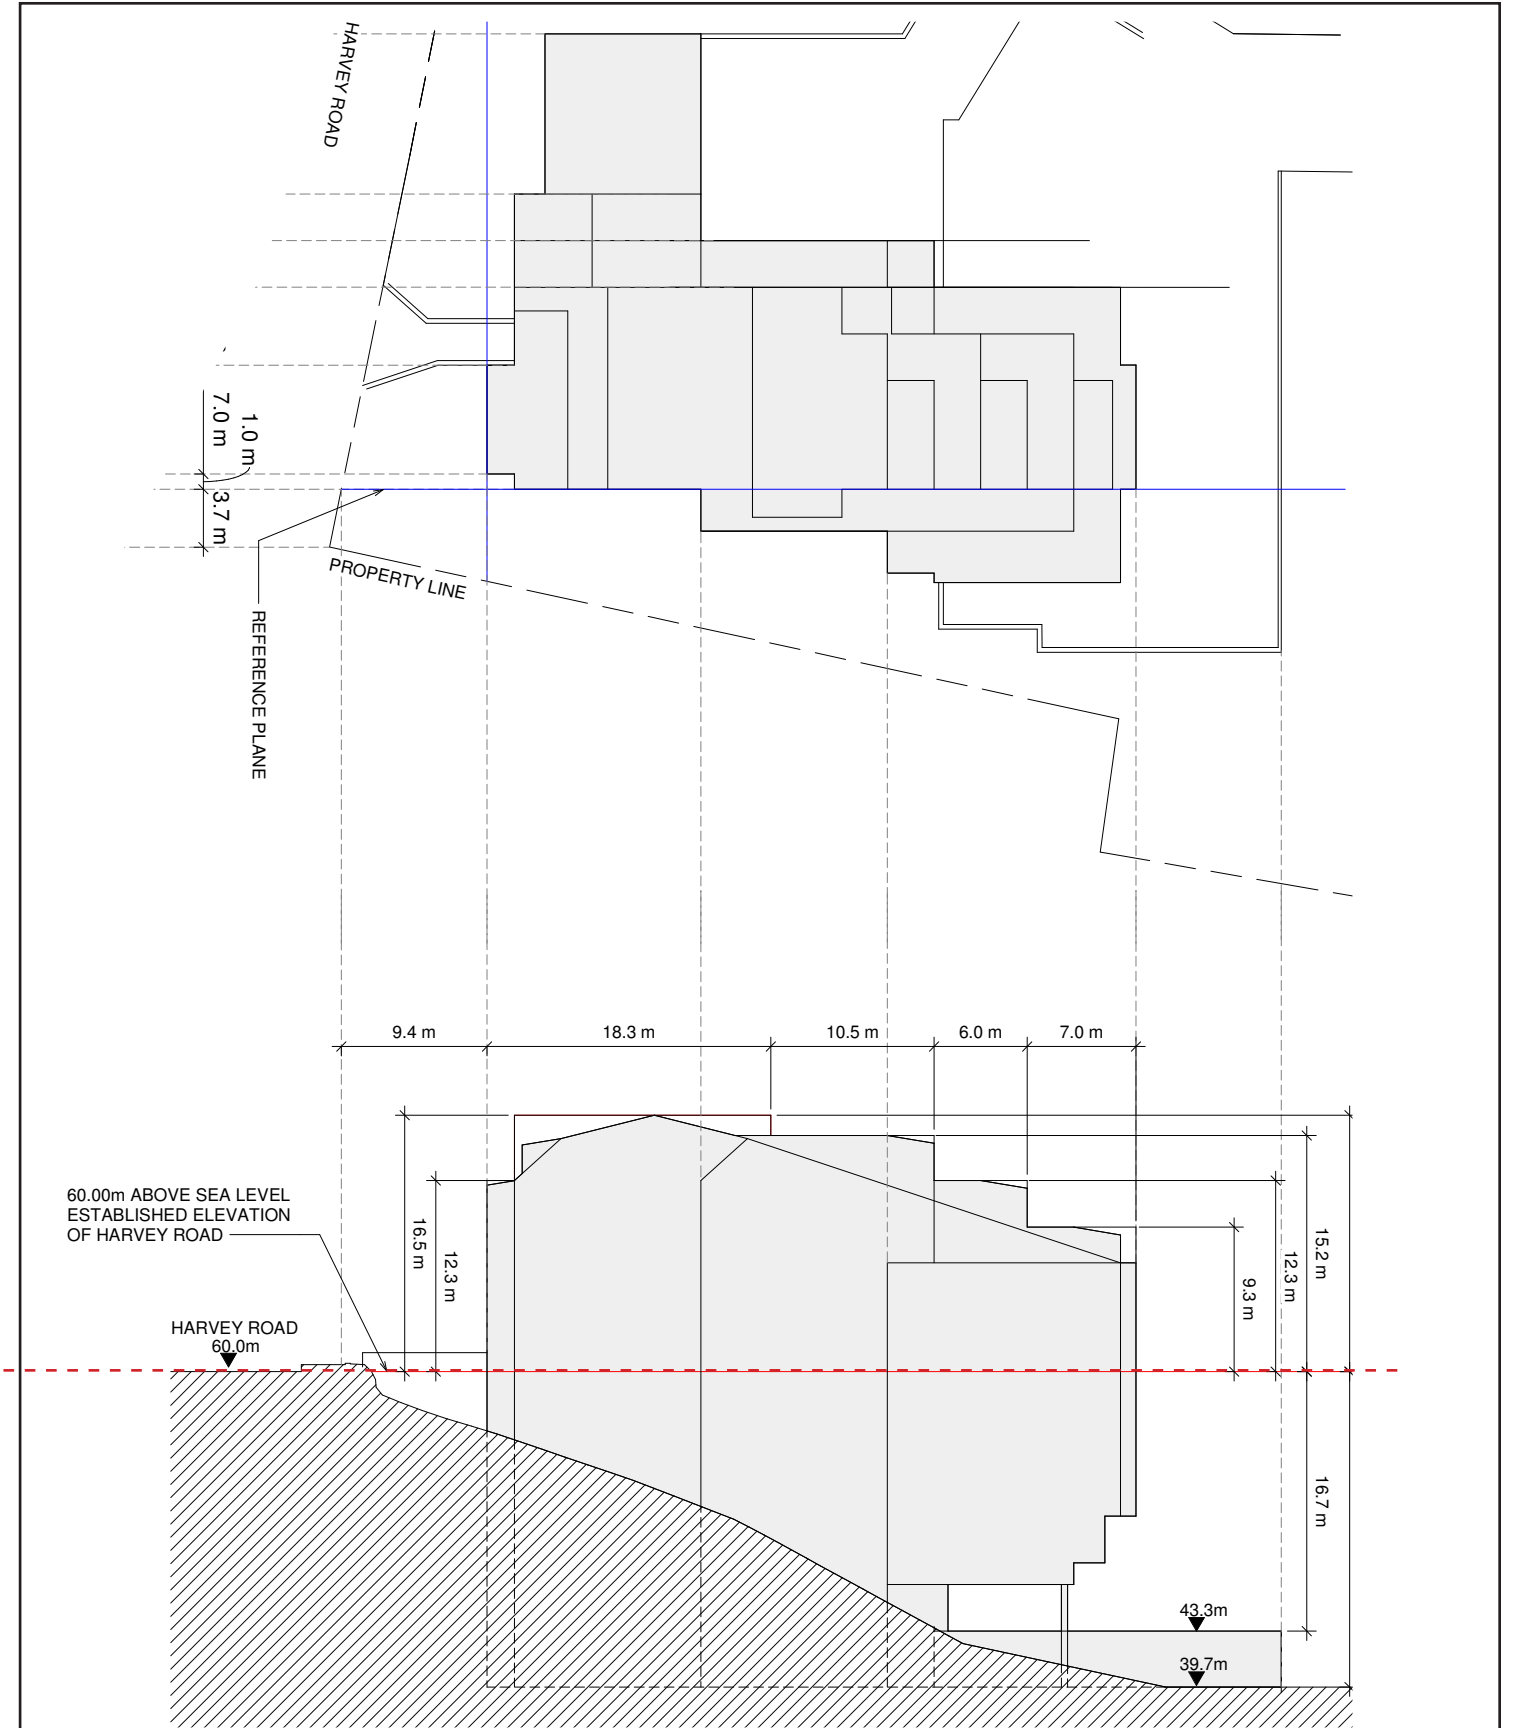 HARVEY ROAD
1.0 m
7.0 m
3.7 m
PROPERTY LINE
REFERENCE PLANE
9.4 m
18.3 m
10.5 m
6.0 m
7.0 m
60.00m ABOVE SEA LEVEL
ESTABLISHED ELEVATION
OF HARVEY ROAD
16.5 m
12.3 m
15.2 m
12.3 m
9.3 m
HARVEY ROAD
60.0m
16.7 m
43.3m
39.7m